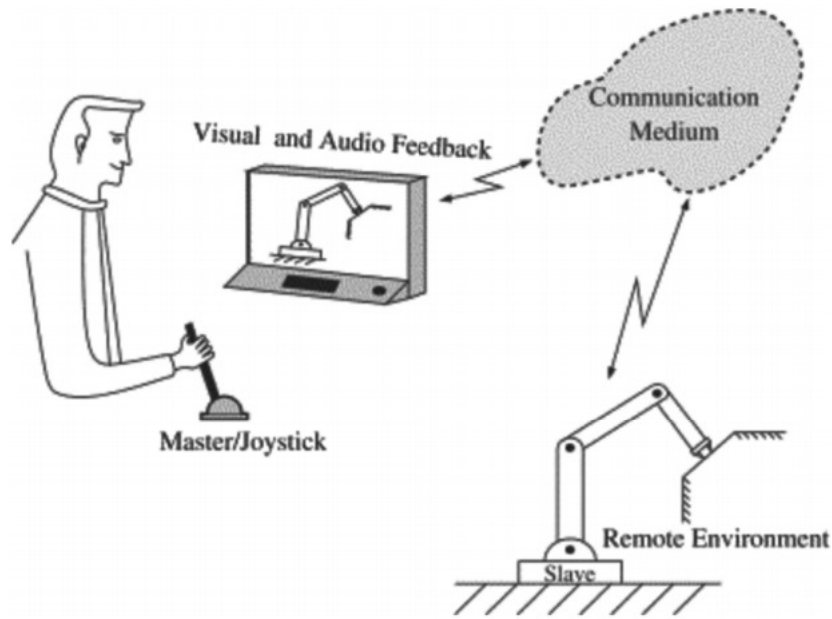 Visual and Audio Feedback
Communication
Medium
Master/Joystick
Remote Environment
Slave